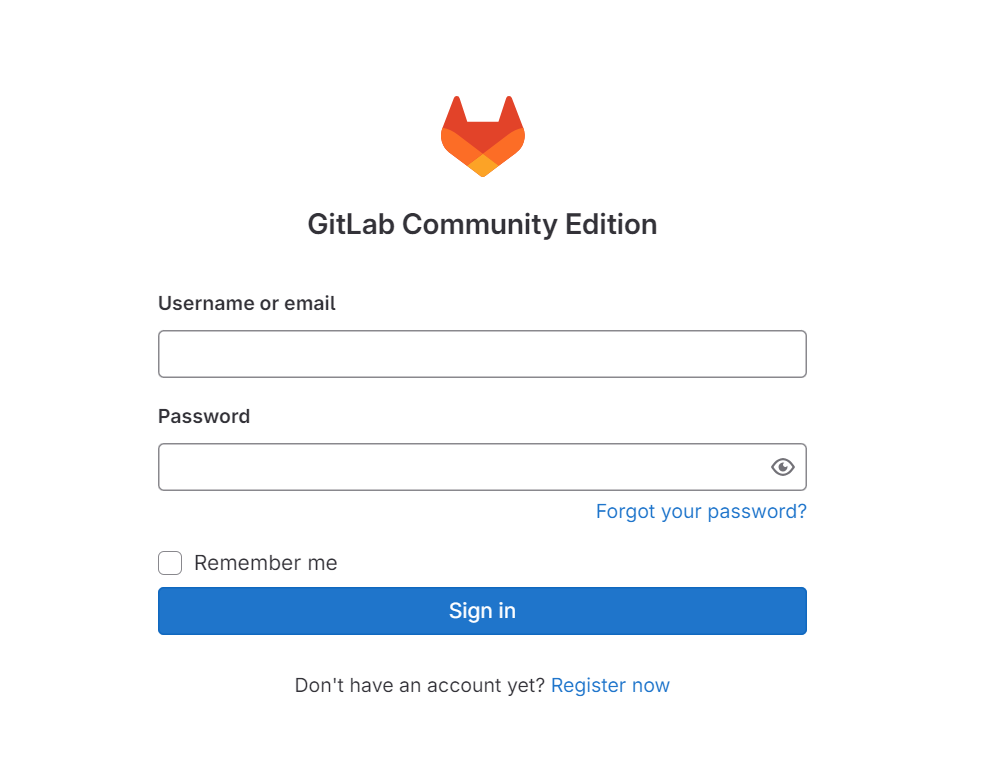 GitLab Community Edition
Username or email
Password
Forgot your password?
Remember me
Sign in
Don't have an account yet? Register now